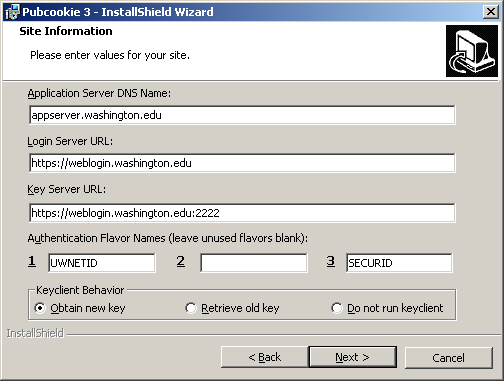 Pubcookie 3 - InstallShield Wizard
Site Information
Please enter values for your site.
Application Server DNS Name:
appserver.washington.edu
Login Server URL:
https://weblogin.washington.edu
Key Server URL:
https://weblogin.washington.edu:2222
Authentication Flavor Names (leave unused flavors blank):
1 UWNETID 2 3 SECURID
Keyclient Behavior
Obtain new key Retrieve old key Do not run keyclient
InstallShield
< Back Next > Cancel